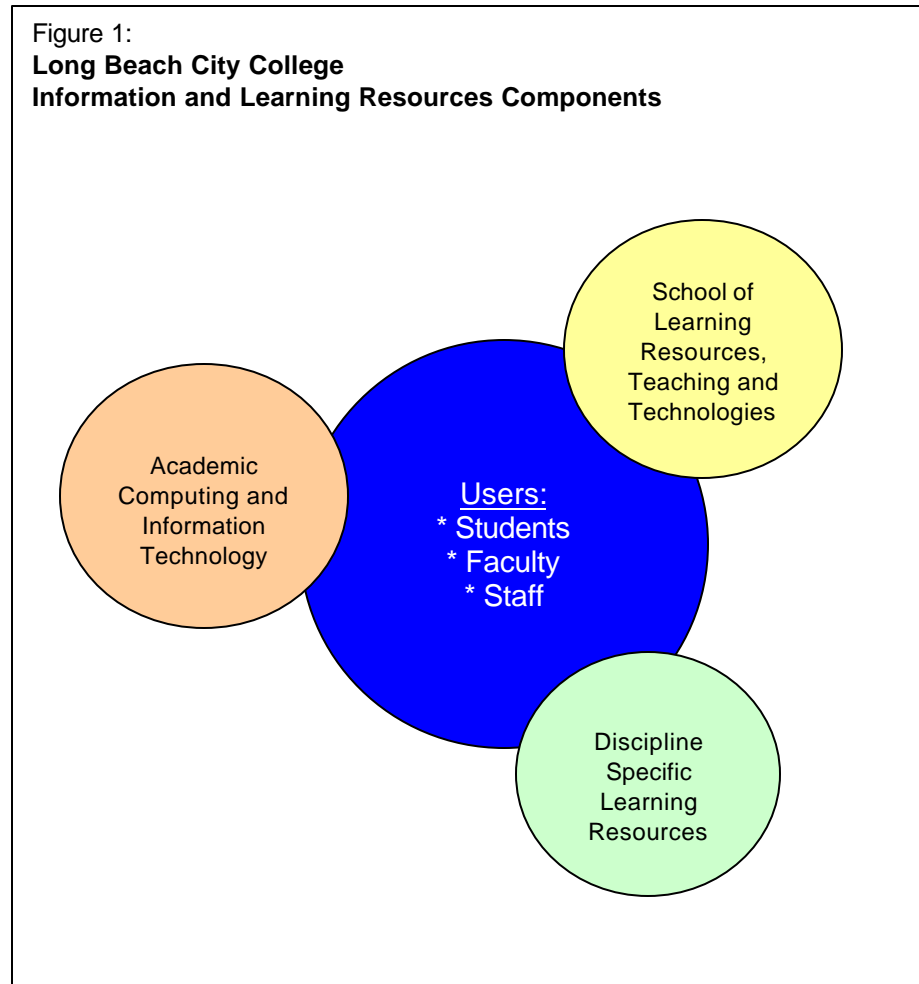 Figure 1:
Long Beach City College
Information and Learning Resources Components
School of
Learning
Resources,
Teaching and
Technologies
Academic
Computing and
Information
Technology
Users:
* Students
* Faculty
* Staff
Discipline
Specific
Learning
Resources